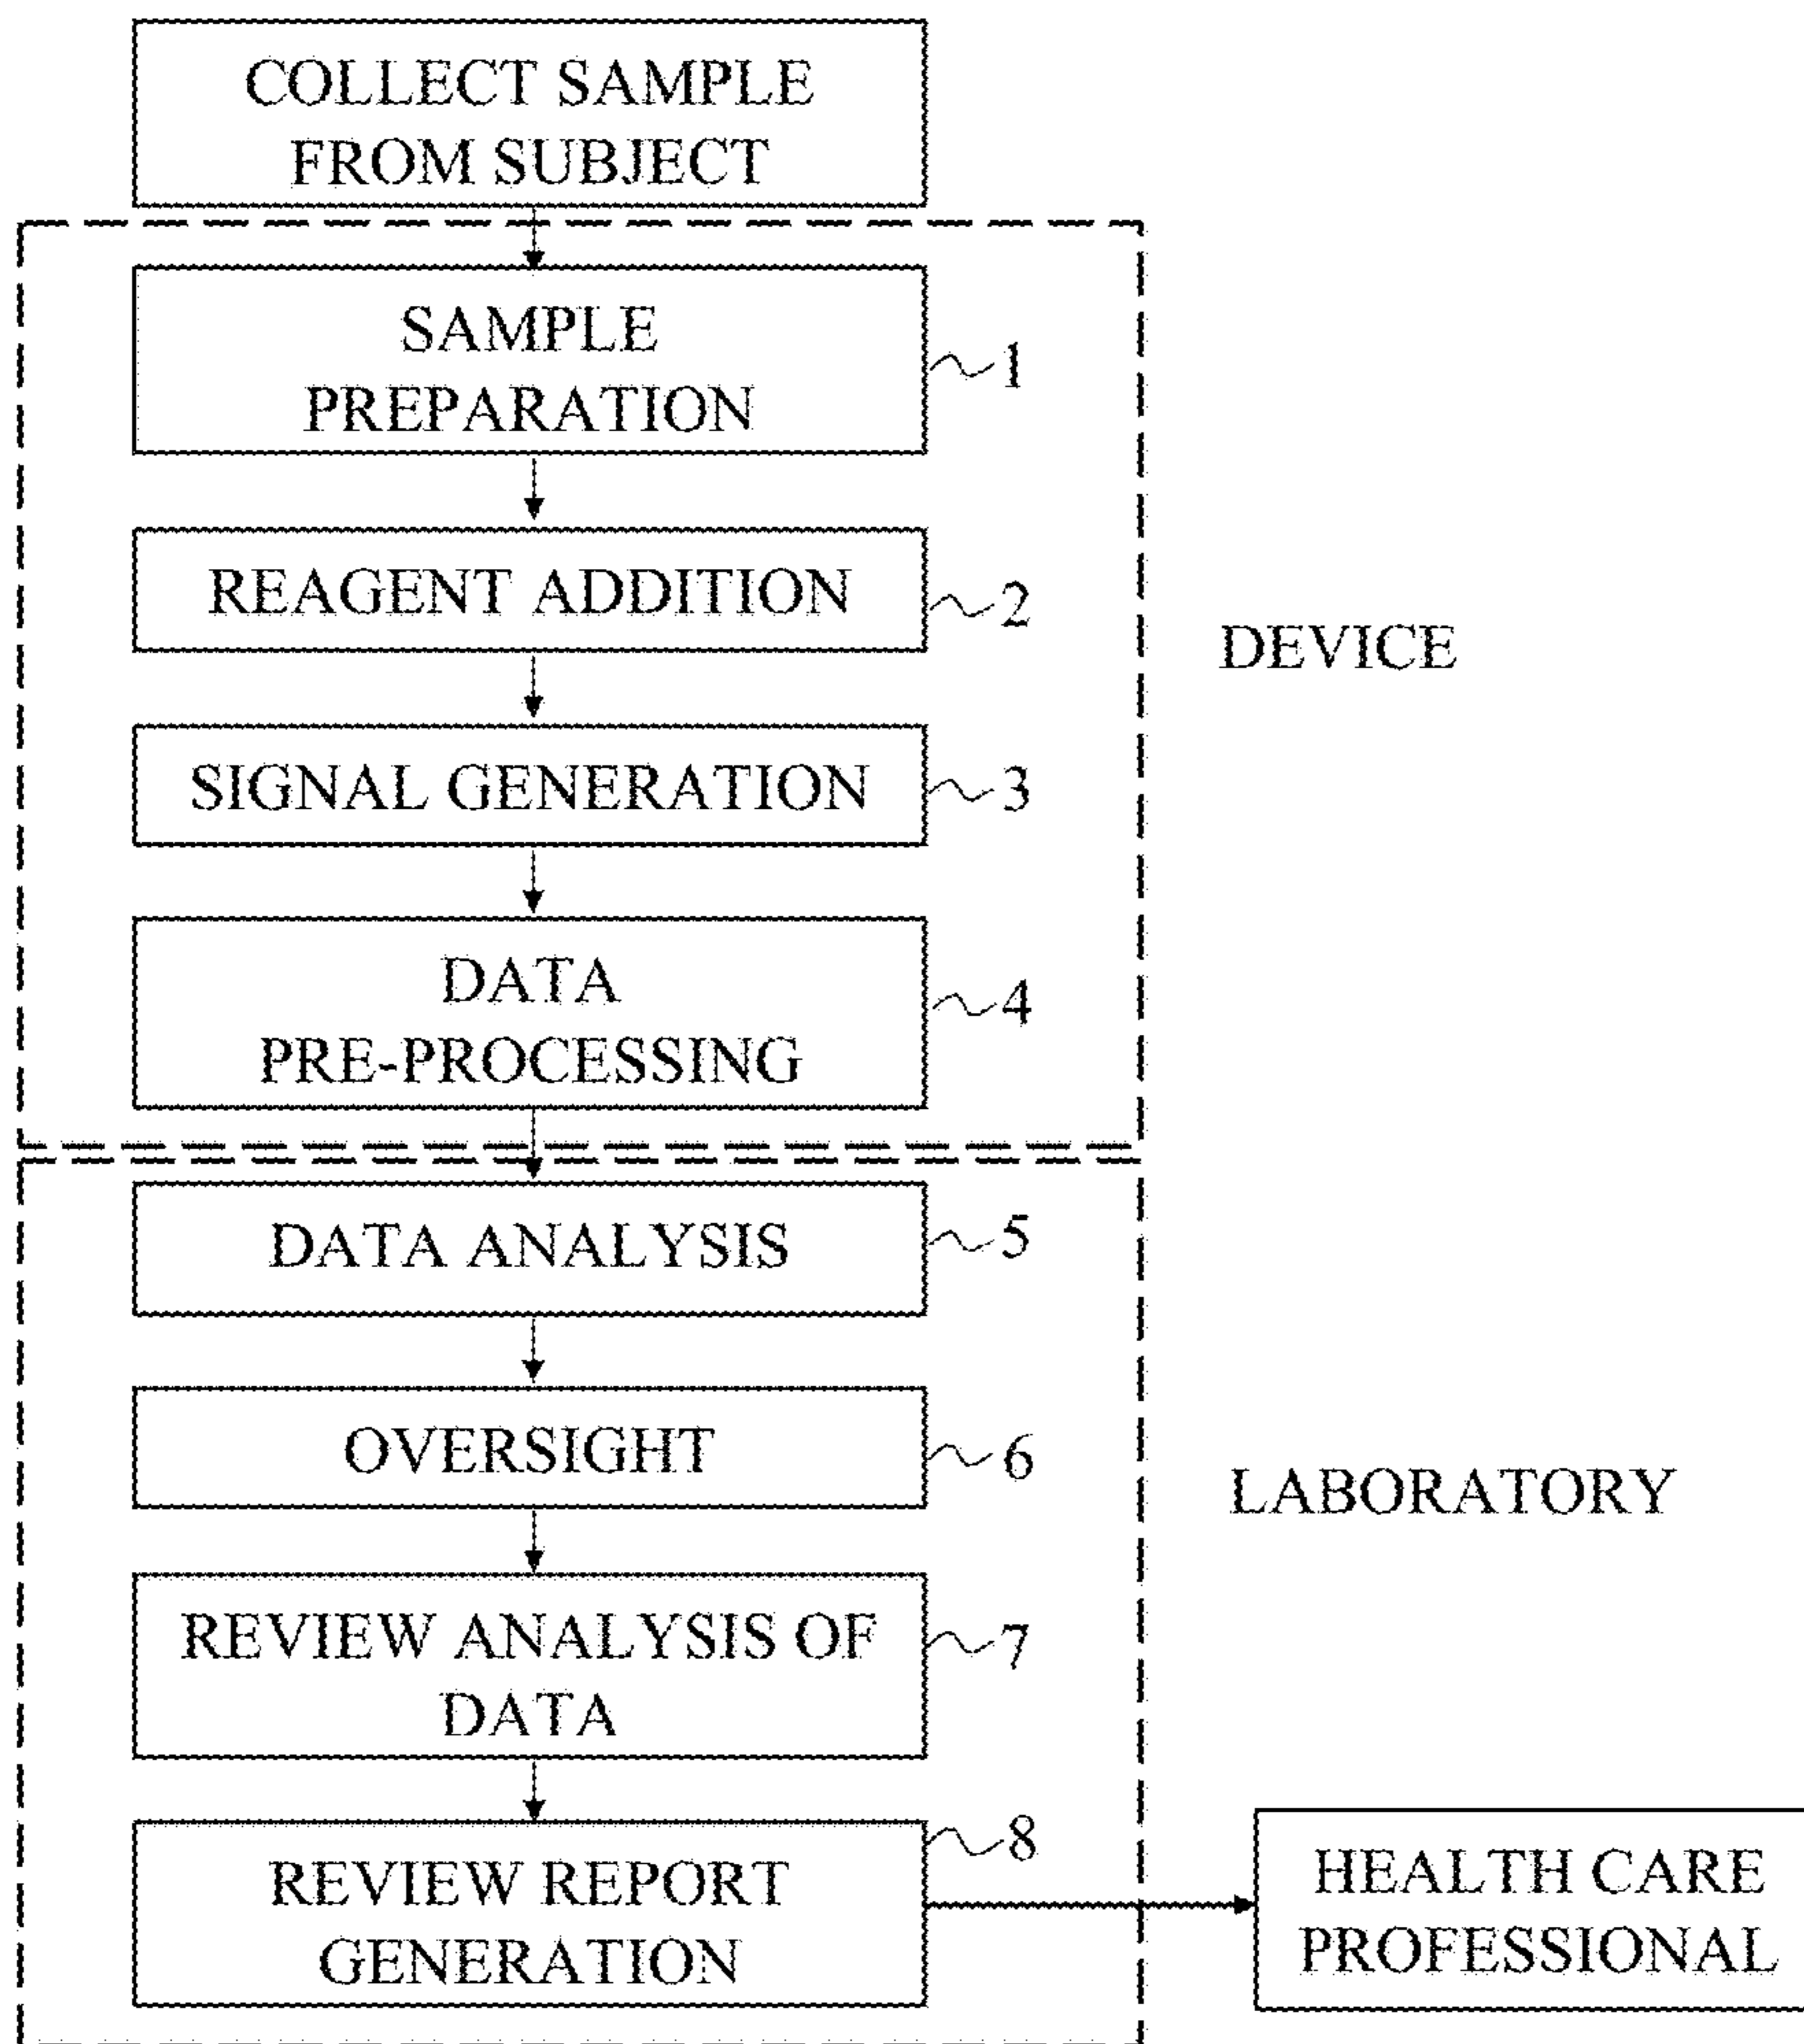 COLLECT SAMPLE
FROM SUBJECT
SAMPLE
PREPARATION
1
REAGENT ADDITION
2
DEVICE
SIGNAL GENERATION
3
DATA
PRE-PROCESSING
4
DATA ANALYSIS
5
OVERSIGHT
6
LABORATORY
REVIEW ANALYSIS OF
DATA
7
REVIEW REPORT
GENERATION
8
HEALTH CARE
PROFESSIONAL